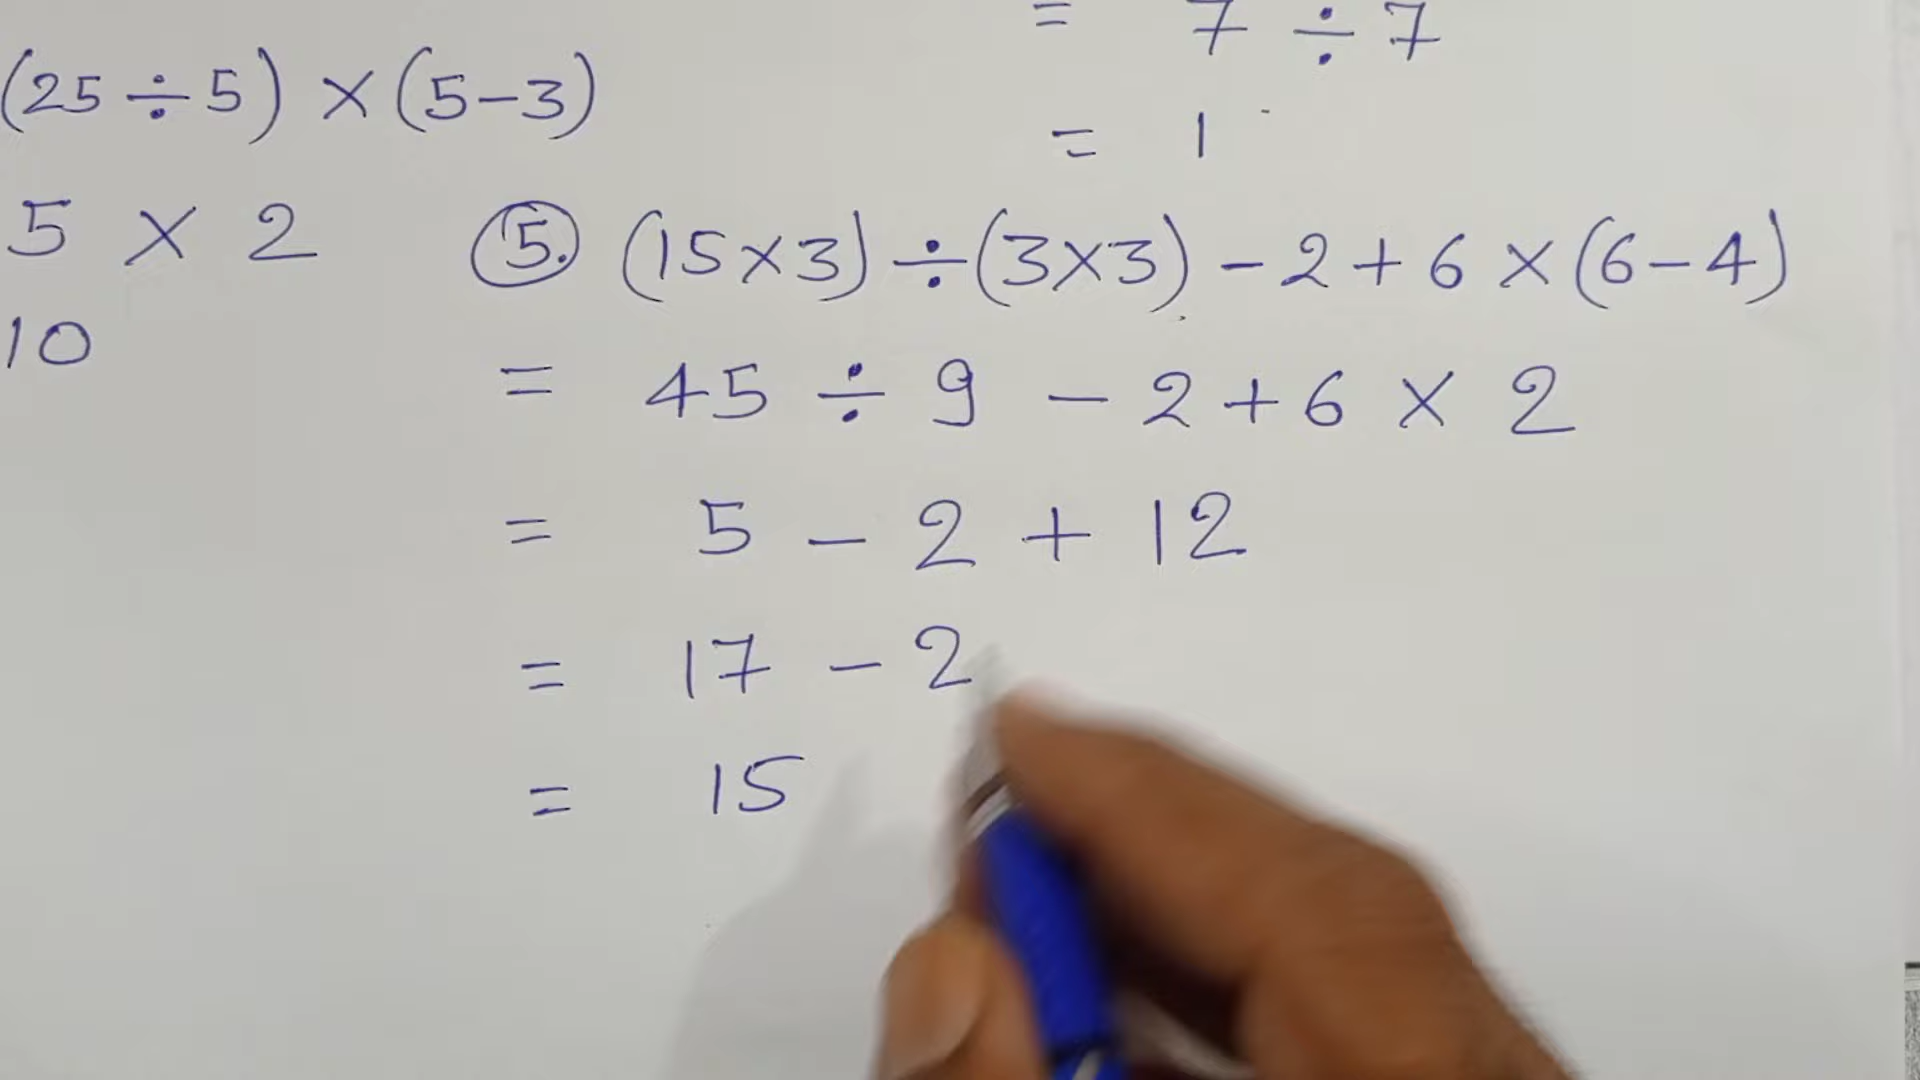 (25 ÷ 5) × (5-3)
5 × 2
10
= 7 ÷ 7
= 1
5. (15×3) ÷ (3×3) - 2 + 6 × (6-4)
= 45 ÷ 9 - 2 + 6 × 2
= 5 - 2 + 12
= 17 - 2
= 15